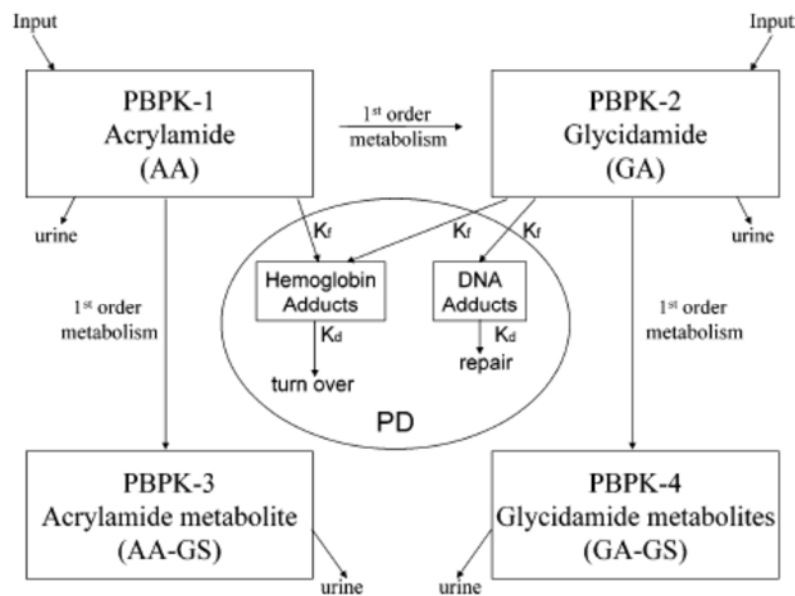 Input
Input
PBPK-1
Acrylamide
(AA)
1st order
metabolism
PBPK-2
Glycidamide
(GA)
urine
urine
Kf
Kf
Kf
Hemoglobin
Adducts
DNA
Adducts
Kd
Kd
turn over
repair
1st order
metabolism
1st order
metabolism
PD
PBPK-3
Acrylamide metabolite
(AA-GS)
PBPK-4
Glycidamide metabolites
(GA-GS)
urine
urine